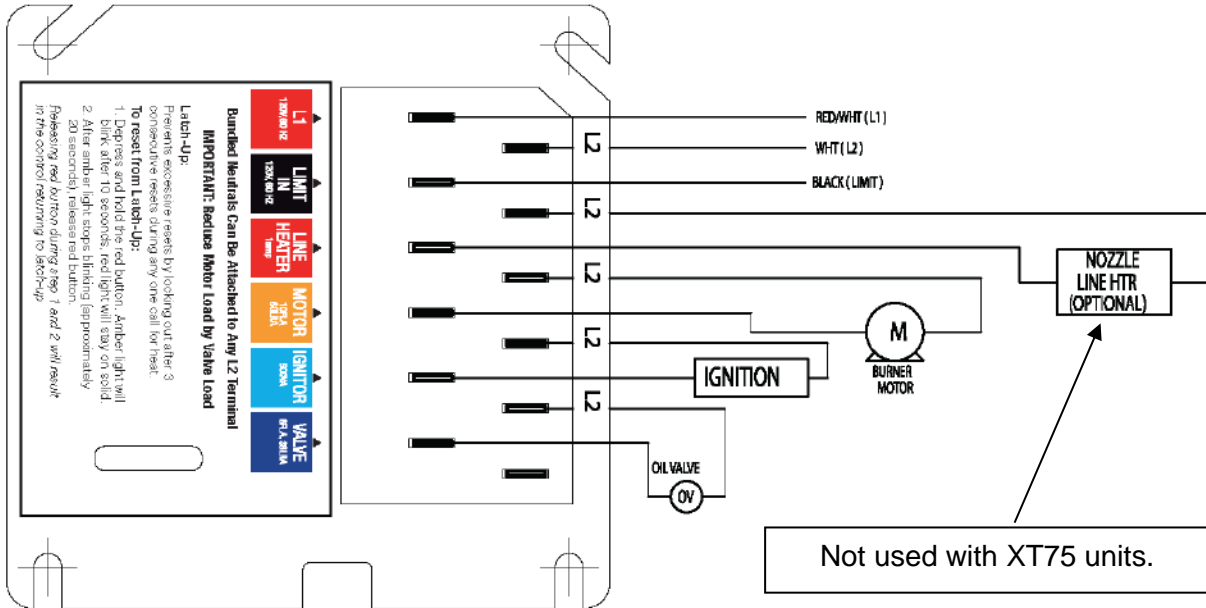 L1
120V,60 HZ
LIMIT
IN
120V,60 HZ
LINE
HEATER
1amp
MOTOR
10FLA
60LRA
IGNITOR
500VA
VALVE
Bundled Neutrals Can Be Attached to Any L2 Terminal
IMPORTANT: Reduce Motor Load by Valve Load
Latch-Up:
Prevents excessive resets by locking out after 3
consecutive resets during any one call for heat.
To reset from Latch-Up:
1. Depress and hold the red button. Amber light will
blink after 10 seconds, red light will stay on solid.
2. After amber light stops blinking (approximately
20 seconds), release red button.
Releasing red button during step 1 and 2 will result
in the control returning to latch-up
L2
L2
L2
L2
L2
RED/WHT ( L1 )
WHT ( L2 )
BLACK ( LIMIT )
NOZZLE
LINE HTR
(OPTIONAL)
M
BURNER
MOTOR
IGNITION
OIL VALVE
OV
Not used with XT75 units.